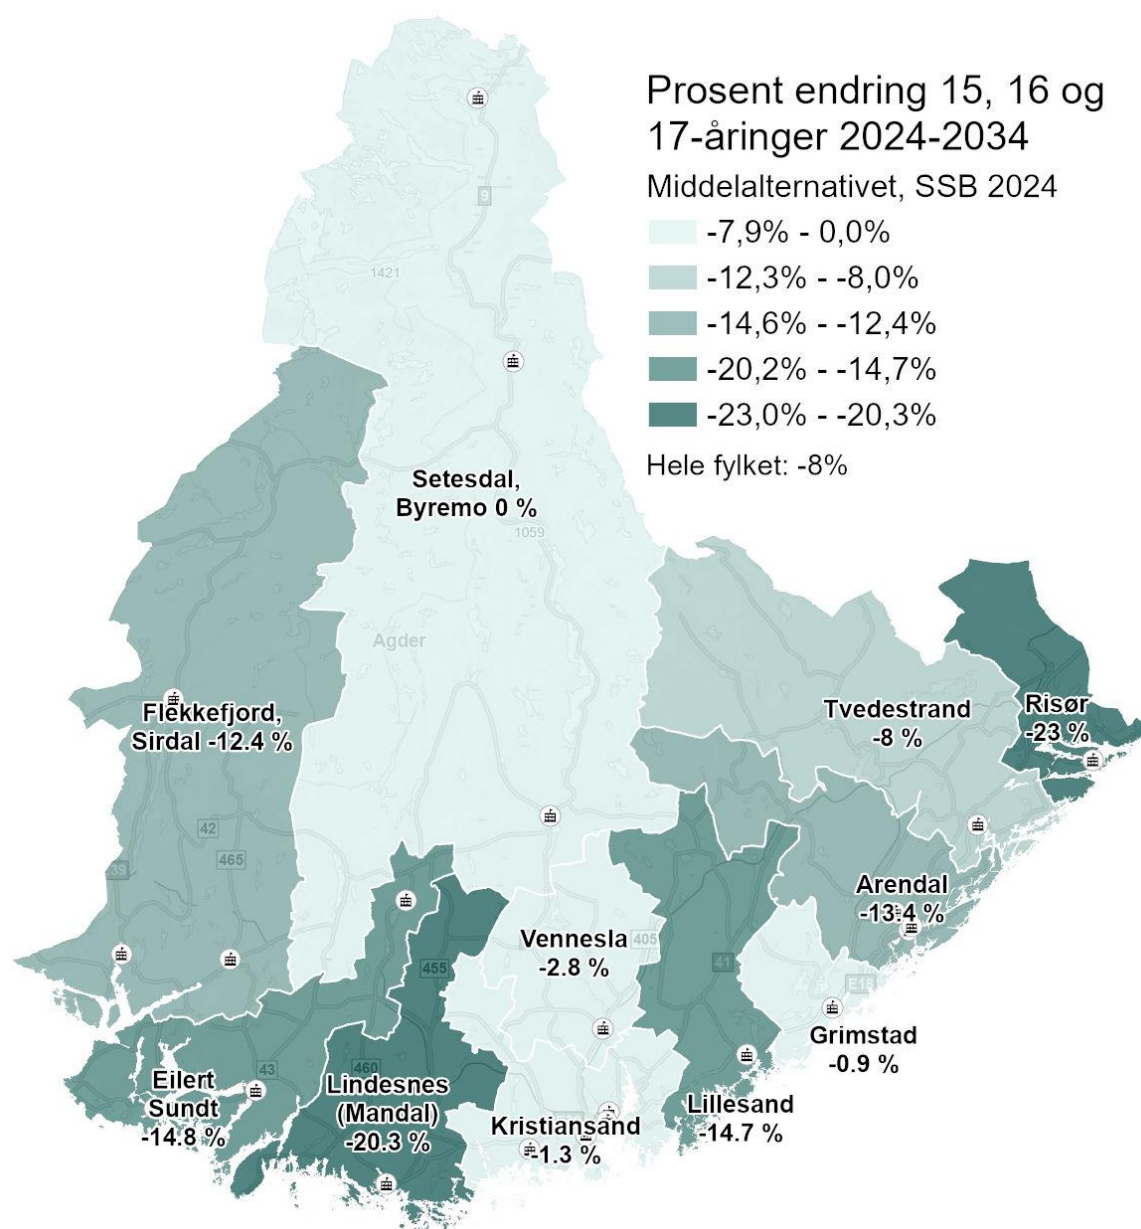 Prosent endring 15, 16 og
17-åringer 2024-2034
Middelalternativet, SSB 2024
-7,9% - 0,0%
-12,3% - -8,0%
-14,6% - -12,4%
-20,2% - -14,7%
-23,0% - -20,3%
Hele fylket: -8%
9
1421
Setesdal,
Byremo 0 %
1059
Agder
Flekkefjord,
Sirdal -12.4 %
Tvedestrand
-8 %
Risør
-23 %
42
465
39
Arendal
-13.4 %
Vennesla
-2.8 %
405
455
41
E18
Grimstad
-0.9 %
43
460
Eilert
Sundt
-14.8 %
Lindesnes
(Mandal)
-20.3 %
Kristiansand
-1.3 %
Lillesand
-14.7 %